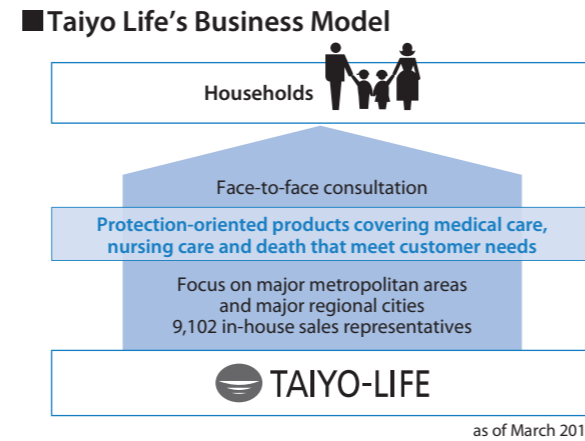 ■Taiyo Life's Business Model
Households
Face-to-face consultation
Protection-oriented products covering medical care,
nursing care and death that meet customer needs
Focus on major metropolitan areas
and major regional cities
9,102 in-house sales representatives
TAIYO-LIFE
as of March 201